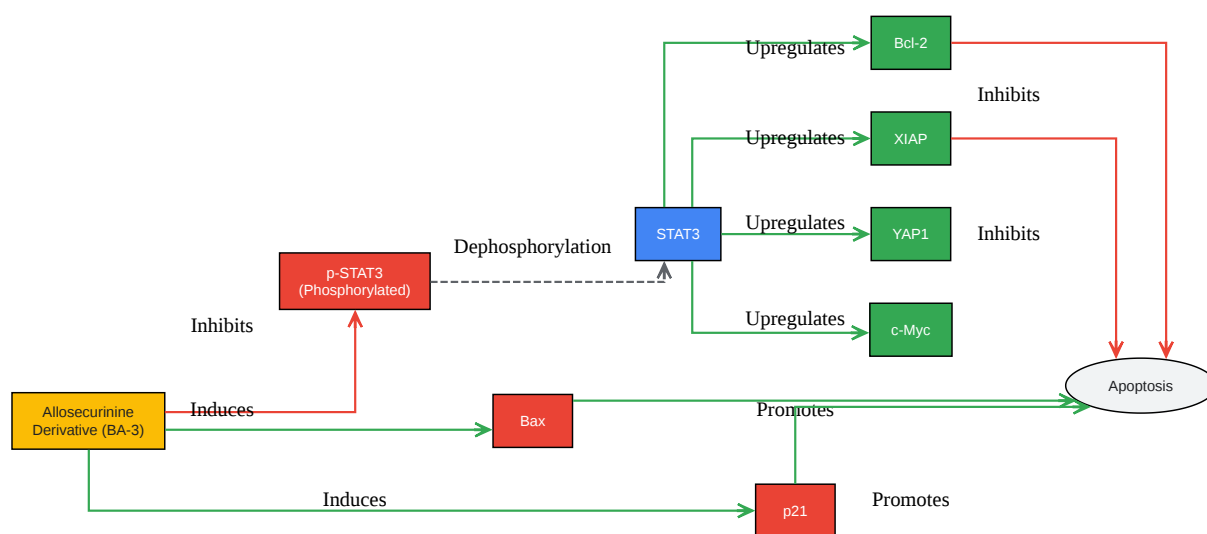 Bcl-2
Upregulates
Inhibits
Upregulates
XIAP
Upregulates
STAT3
YAP1
Inhibits
Dephosphorylation
p-STAT3
(Phosphorylated)
Inhibits
Upregulates
c-Myc
Apoptosis
Allosecurinine
Derivative (BA-3)
Induces
Bax
Promotes
Induces
p21
Promotes